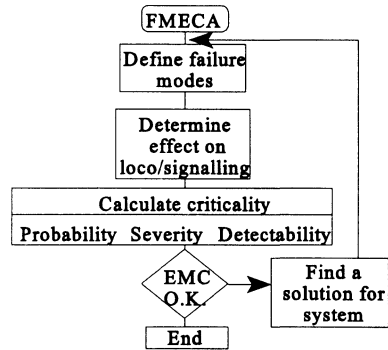 FMECA
Define failure
modes
Determine
effect on
loco/signalling
Calculate criticality
Probability Severity Detectability
EMC
O.K.
Find a
solution for
system
End